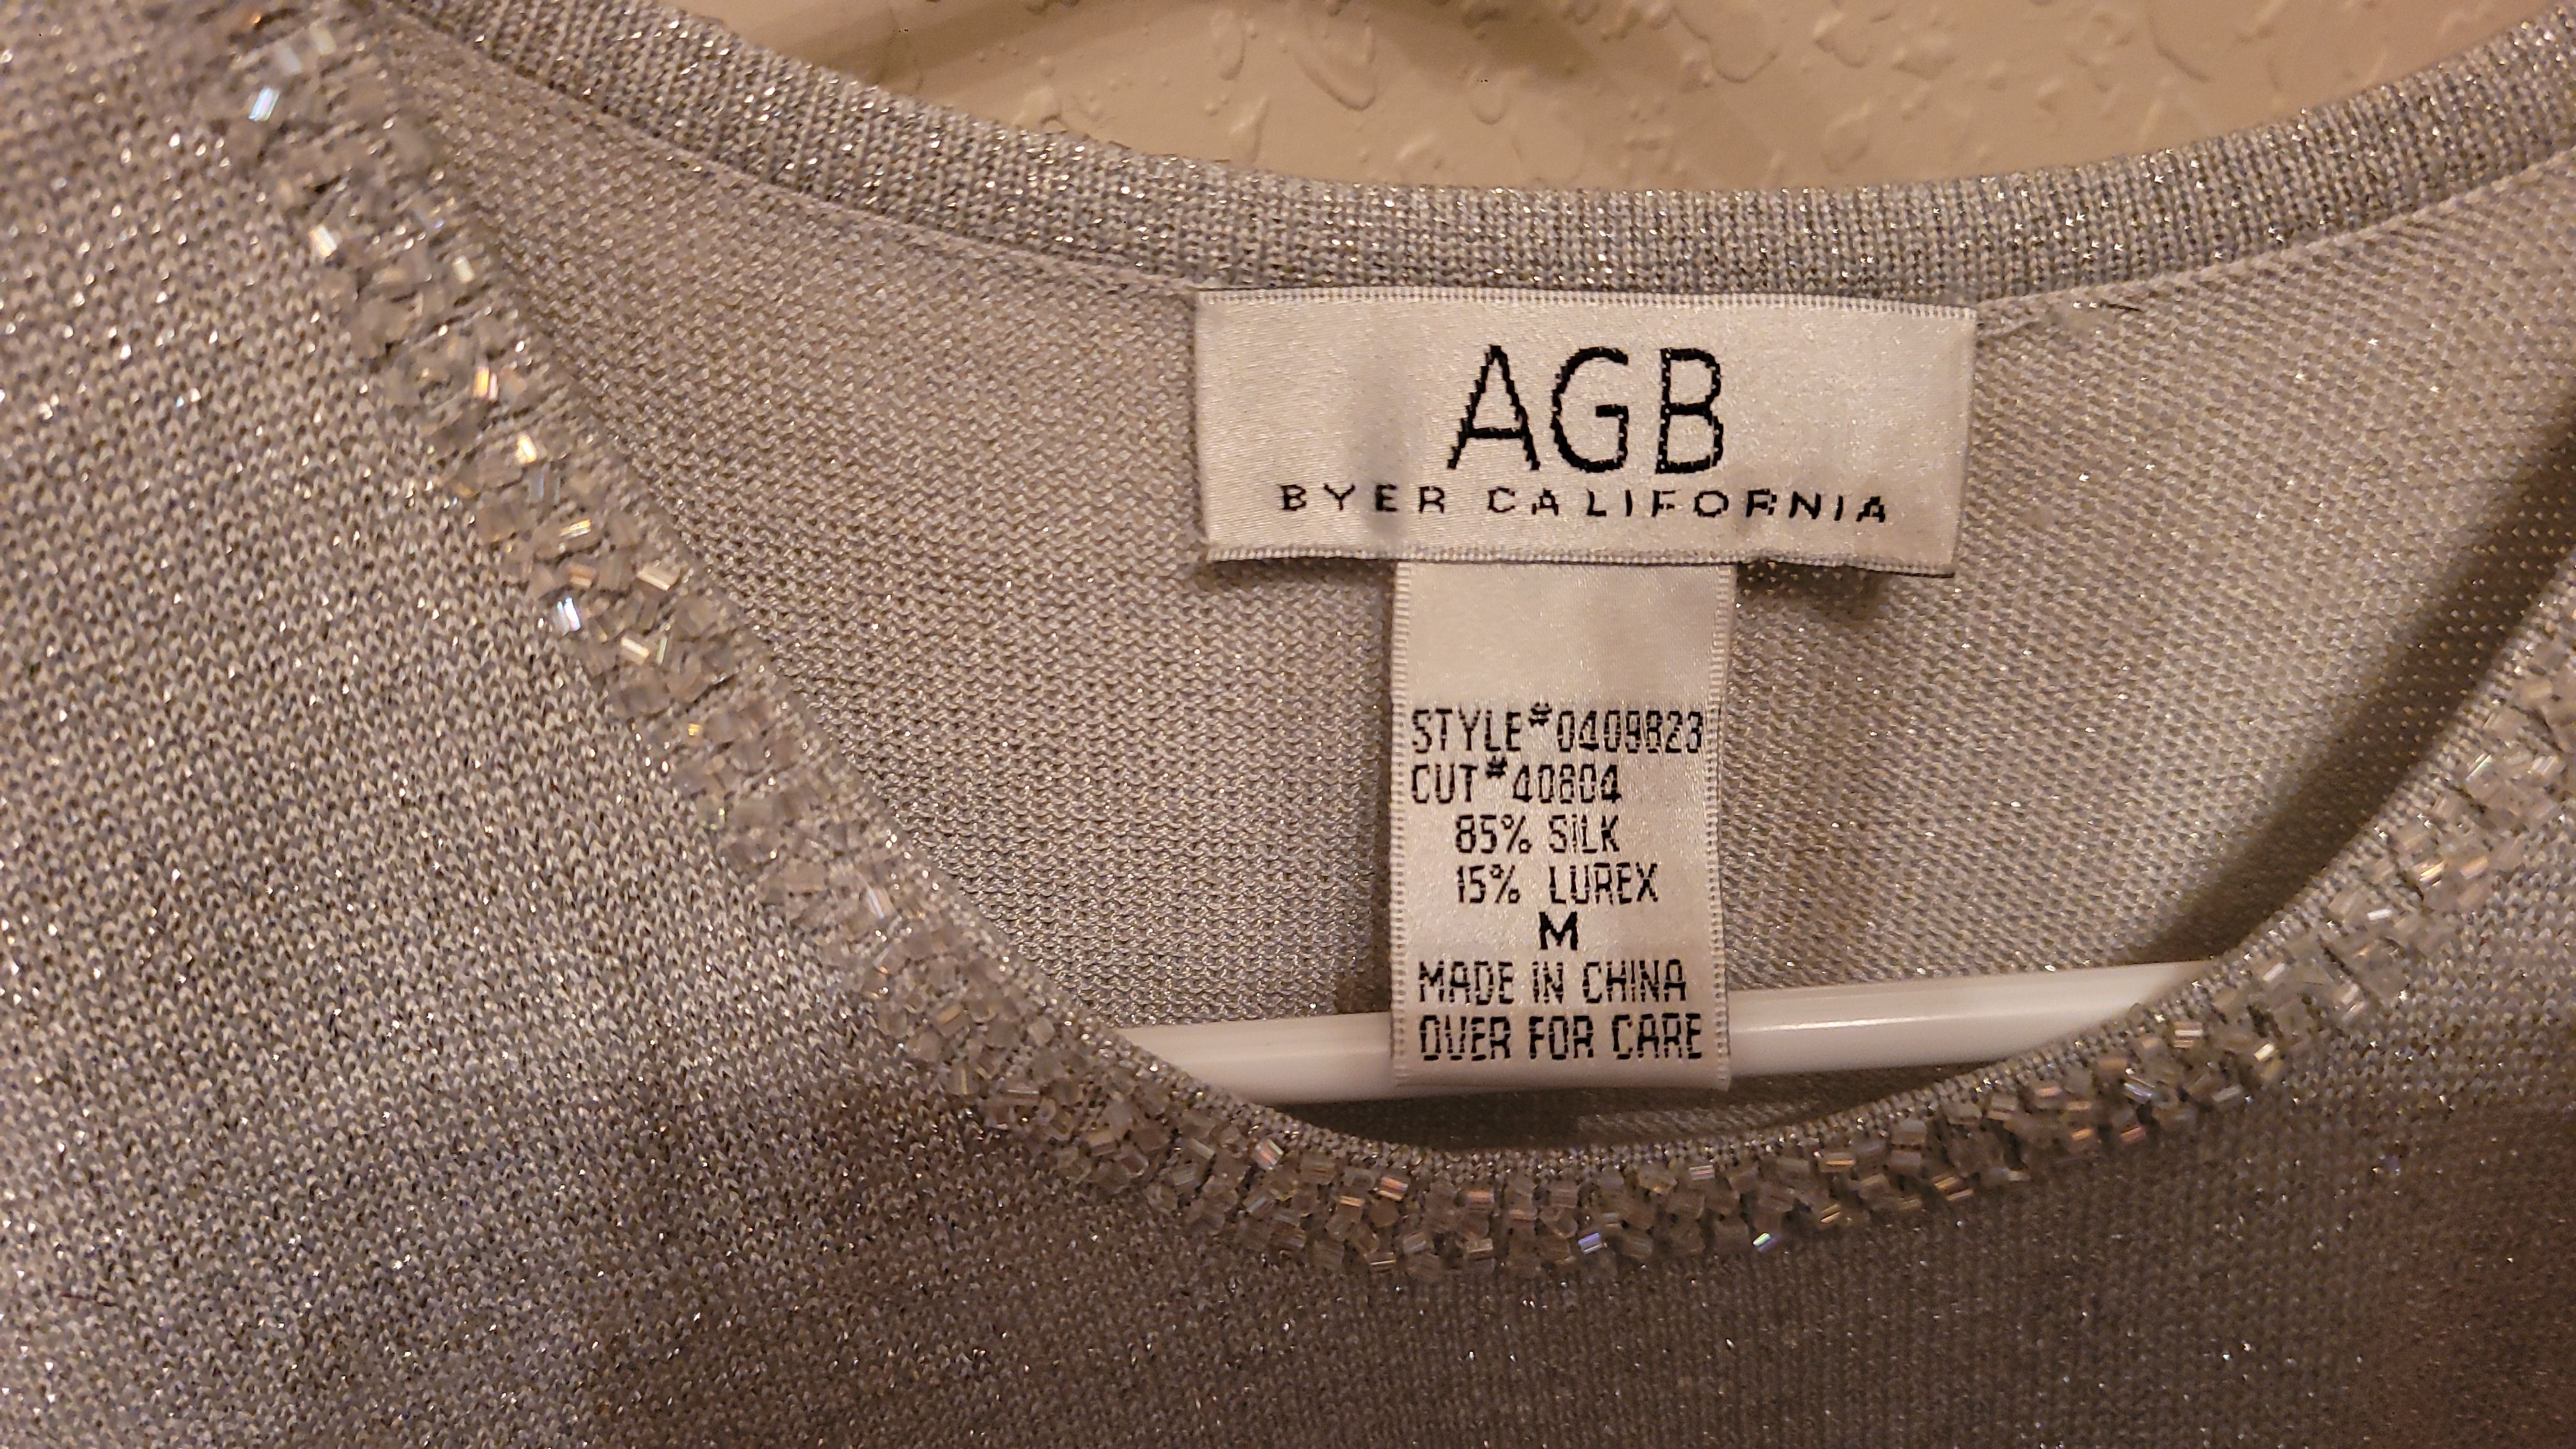 AGB
BYER CALIFORNIA
STYLE#0409823
CUT#40804
85% SILK
15% LUREX
M
MADE IN CHINA
OVER FOR CARE